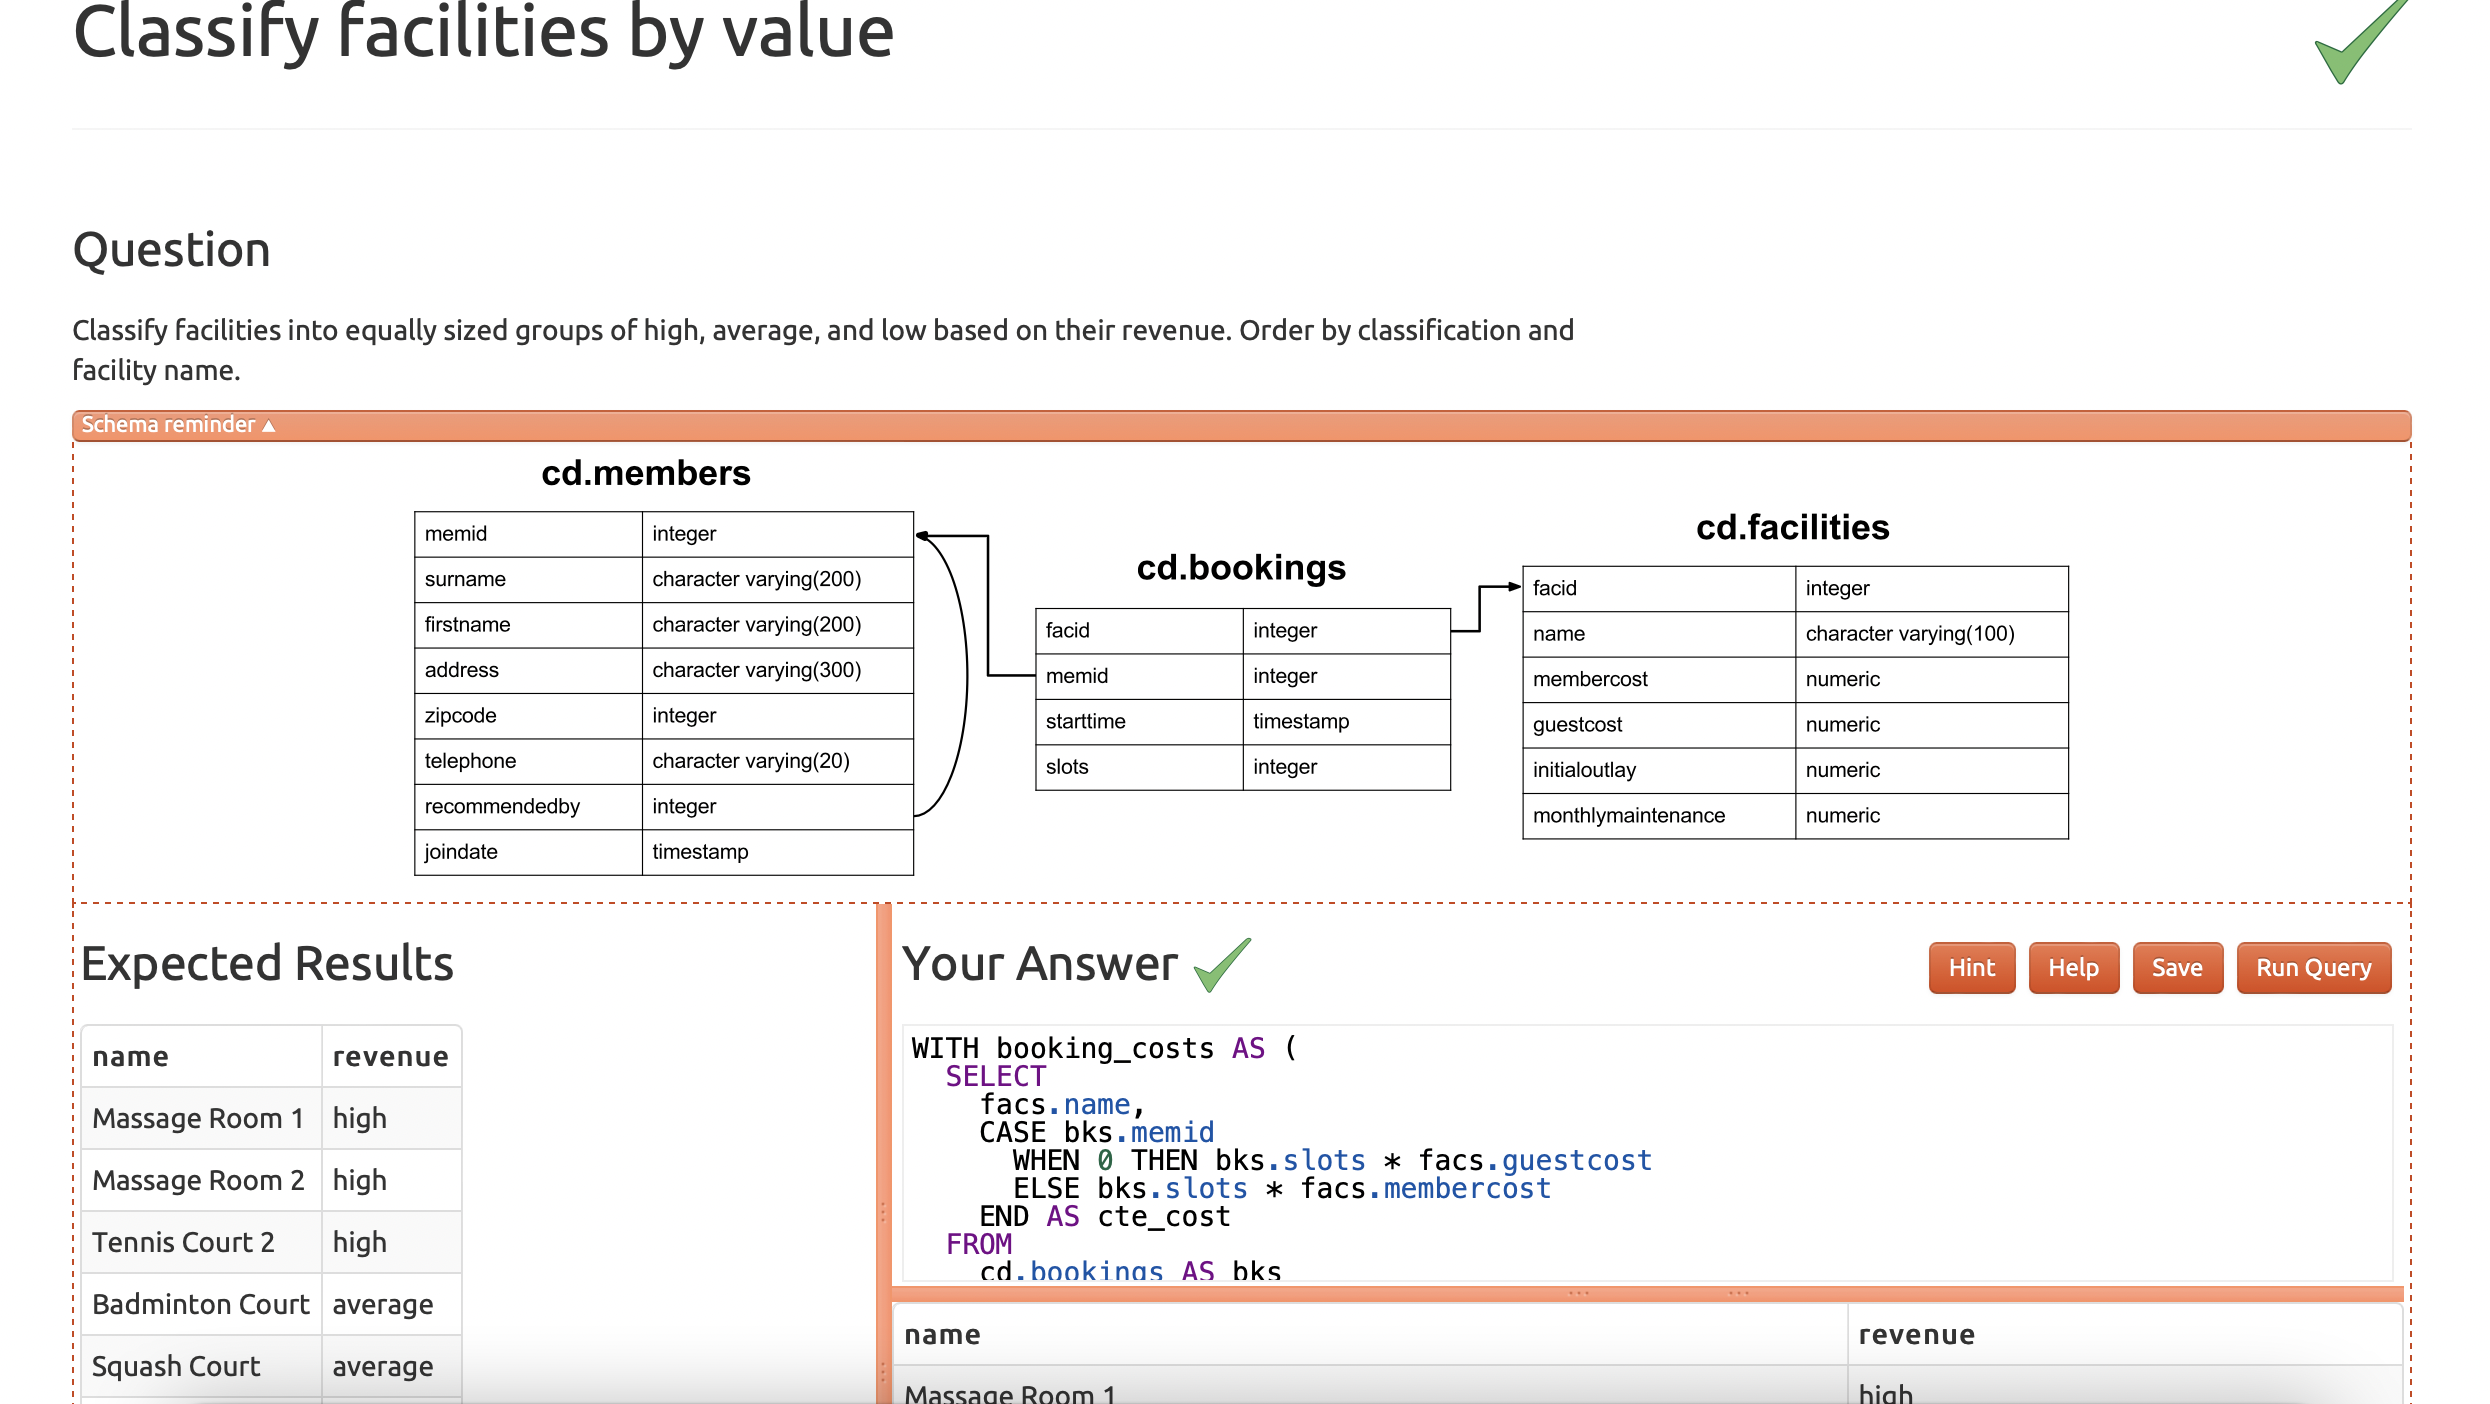 Classify facilities by value
Question
Classify facilities into equally sized groups of high, average, and low based on their revenue. Order by classification and
facility name.
Schema reminder ▲
cd.members
memid integer
surname character varying(200)
firstname character varying(200)
address character varying(300)
zipcode integer
telephone character varying(20)
recommendedby integer
joindate timestamp
cd.bookings
facid integer
memid integer
starttime timestamp
slots integer
cd.facilities
facid integer
name character varying(100)
membercost numeric
guestcost numeric
initialoutlay numeric
monthlymaintenance numeric
Expected Results
name revenue
Massage Room 1 high
Massage Room 2 high
Tennis Court 2 high
Badminton Court average
Squash Court average
Your Answer
Hint Help Save Run Query
WITH booking_costs AS (
SELECT
facs.name,
CASE bks.memid
WHEN 0 THEN bks.slots * facs.guestcost
ELSE bks.slots * facs.membercost
END AS cte_cost
FROM
cd.bookings AS bks
name revenue
Massage Room 1 high